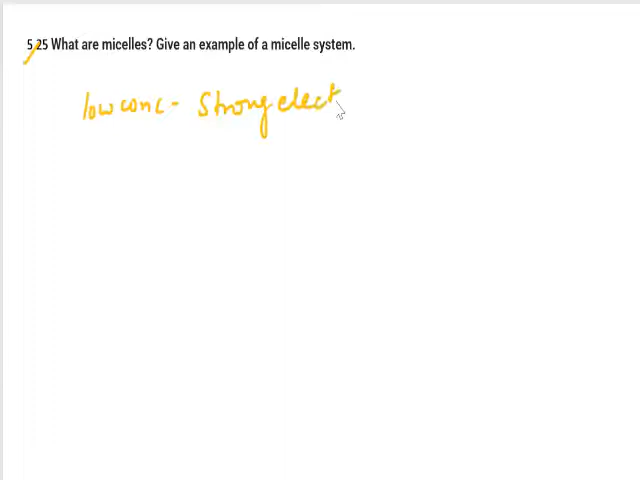 5.25 What are micelles? Give an example of a micelle system.
low conc - Strong elect